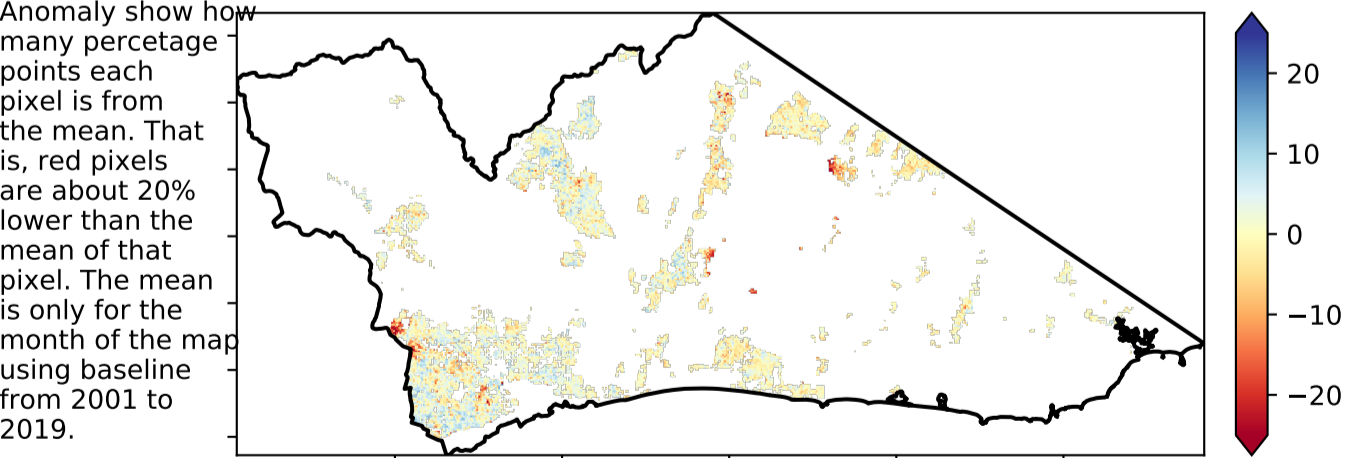 Anomaly show how
many percetage
points each
pixel is from
the mean. That
is, red pixels
are about 20%
lower than the
mean of that
pixel. The mean
is only for the
month of the map
using baseline
from 2001 to
2019.
20
10
0
−10
−20